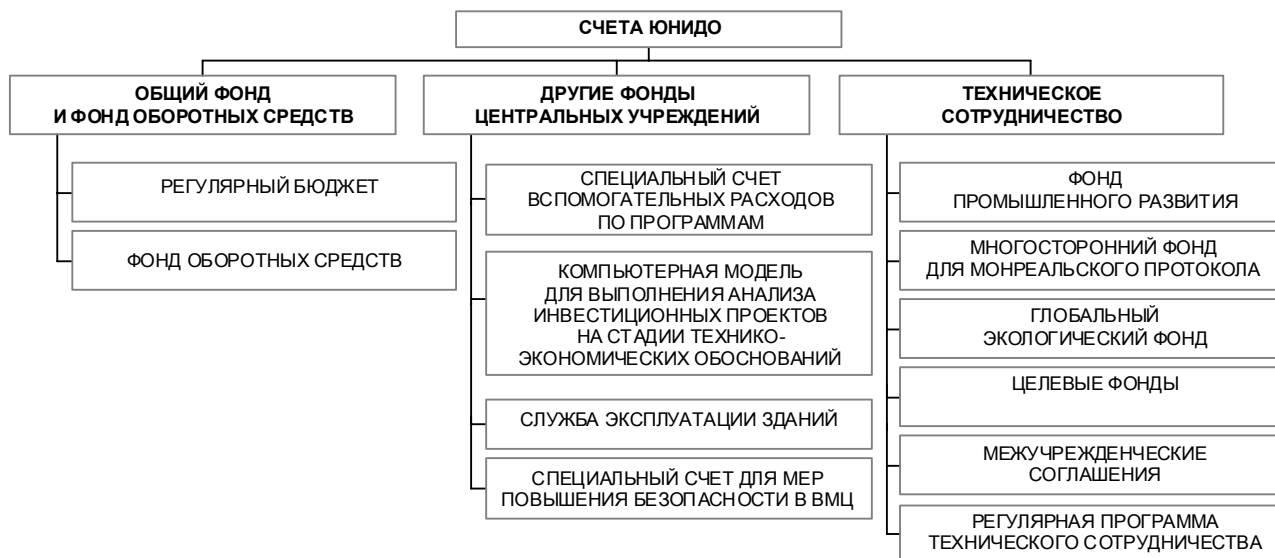 СЧЕТА ЮНИДО
ОБЩИЙ ФОНД
И ФОНД ОБОРОТНЫХ СРЕДСТВ
РЕГУЛЯРНЫЙ БЮДЖЕТ
ФОНД ОБОРОТНЫХ СРЕДСТВ
ДРУГИЕ ФОНДЫ
ЦЕНТРАЛЬНЫХ УЧРЕЖДЕНИЙ
СПЕЦИАЛЬНЫЙ СЧЕТ
ВСПОМОГАТЕЛЬНЫХ РАСХОДОВ
ПО ПРОГРАММАМ
КОМПЬЮТЕРНАЯ МОДЕЛЬ
ДЛЯ ВЫПОЛНЕНИЯ АНАЛИЗА
ИНВЕСТИЦИОННЫХ ПРОЕКТОВ
НА СТАДИИ ТЕХНИКО-
ЭКОНОМИЧЕСКИХ ОБОСНОВАНИЙ
СЛУЖБА ЭКСПЛУАТАЦИИ ЗДАНИЙ
СПЕЦИАЛЬНЫЙ СЧЕТ ДЛЯ МЕР
ПОВЫШЕНИЯ БЕЗОПАСНОСТИ В ВМЦ
ТЕХНИЧЕСКОЕ
СОТРУДНИЧЕСТВО
ФОНД
ПРОМЫШЛЕННОГО РАЗВИТИЯ
МНОГОСТОРОННИЙ ФОНД
ДЛЯ МОНРЕАЛЬСКОГО ПРОТОКОЛА
ГЛОБАЛЬНЫЙ
ЭКОЛОГИЧЕСКИЙ ФОНД
ЦЕЛЕВЫЕ ФОНДЫ
МЕЖУЧРЕЖДЕНЧЕСКИЕ
СОГЛАШЕНИЯ
РЕГУЛЯРНАЯ ПРОГРАММА
ТЕХНИЧЕСКОГО СОТРУДНИЧЕСТВА